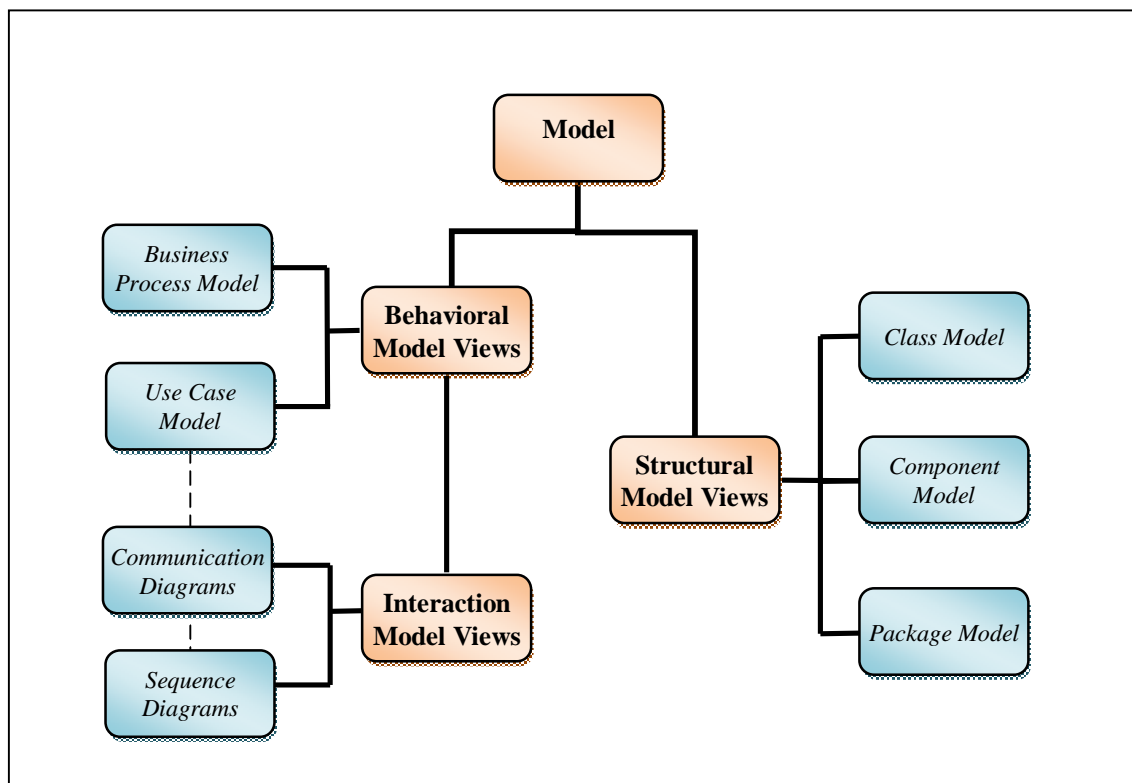 Model
Business
Process Model
Behavioral
Model Views
Use Case
Model
Class Model
Structural
Model Views
Component
Model
Communication
Diagrams
Interaction
Model Views
Package Model
Sequence
Diagrams